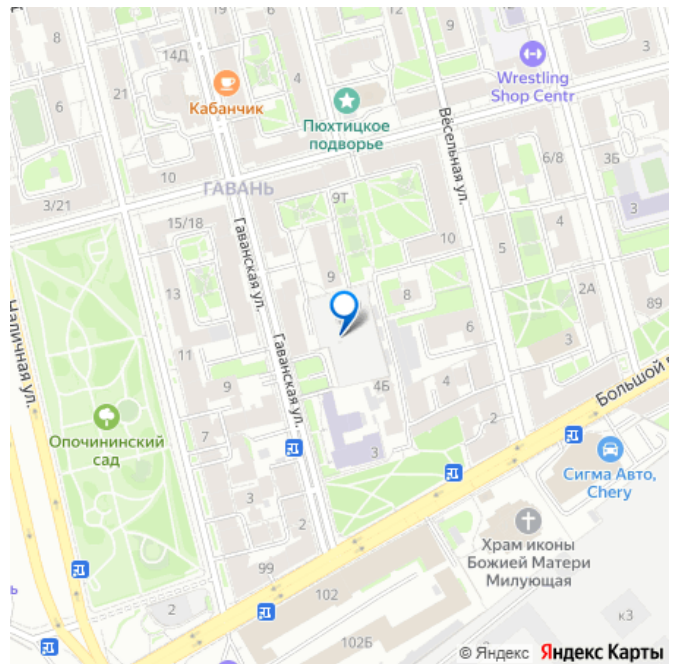 19
6
12
8
14Д
4
9
3
6
21
Кабанчик
Wrestling
Shop Centr
Пюхтицкое
подворье
Вёсельная ул.
10
ГАВАНЬ
6/8
3Б
3/21
9Т
3
15/18
Гаванская ул.
10
4
5
13
9
8
2А
89
Наличная ул.
11
Гаванская ул.
6
3
9
4Б
4
Большой
Опочининский
сад
7
2
3
Сигма Авто,
Chery
3
2
Храм иконы
Божией Матери
Милующая
99
102
2
к3
102Б
© Яндекс Яндекс Карты